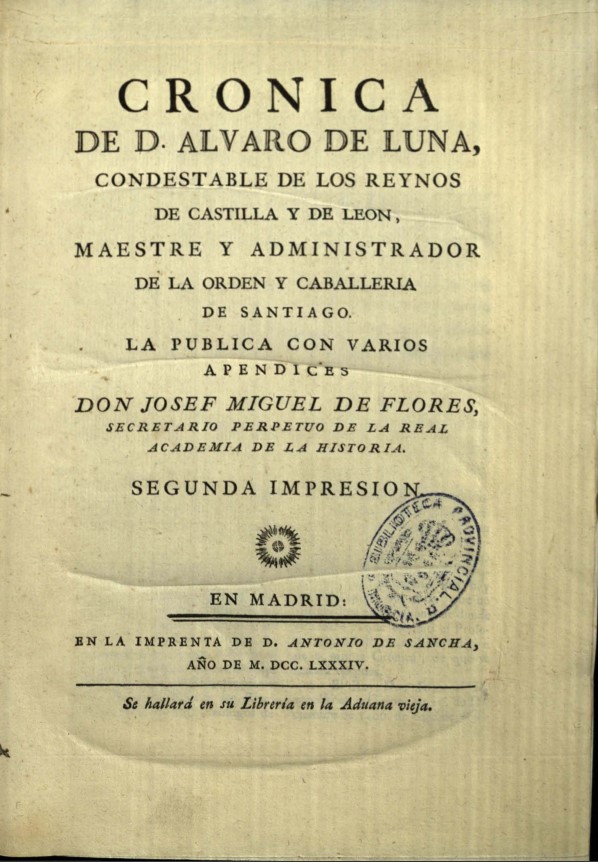 CRONICA
DE D. ALVARO DE LUNA,
CONDESTABLE DE LOS REYNOS
DE CASTILLA Y DE LEON,
MAESTRE Y ADMINISTRADOR
DE LA ORDEN Y CABALLERIA
DE SANTIAGO.
LA PUBLICA CON VARIOS
APENDICES
DON JOSEF MIGUEL DE FLORES,
SECRETARIO PERPETUO DE LA REAL
ACADEMIA DE LA HISTORIA.
SEGUNDA IMPRESION.
BIBLIOTECA PROVINCIAL
EN MADRID:
EN LA IMPRENTA DE D. ANTONIO DE SANCHA,
AÑO DE M. DCC. LXXXIV.
Se hallará en su Librería en la Aduana vieja.